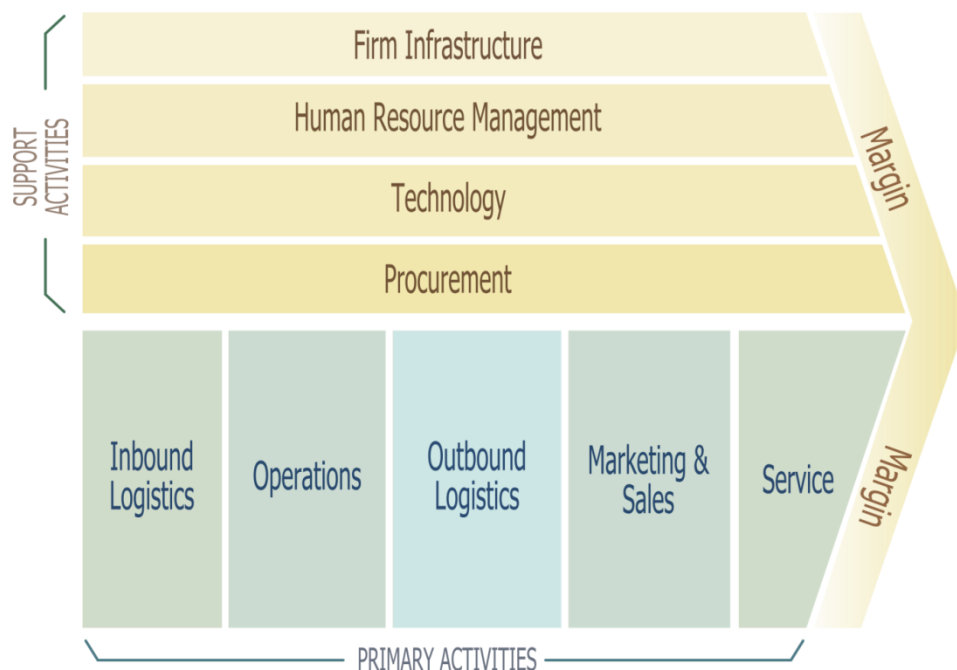 SUPPORT
ACTIVITIES
Firm Infrastructure
Human Resource Management
Technology
Procurement
Margin
Inbound
Logistics
Operations
Outbound
Logistics
Marketing &
Sales
Service
Margin
PRIMARY ACTIVITIES